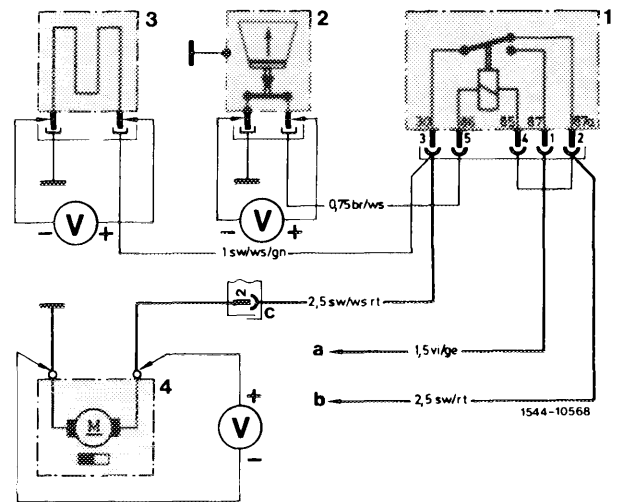 3
2
1
30
86
85
87
87a
3
5
4
1
2
0,75 br/ws
V
- +
V
- +
1 sw/ws/gn
2
C
2,5 sw/ws rt
a
1,5 vi/ge
4
+
V
-
M
b
2,5 sw/rt
1544-10568